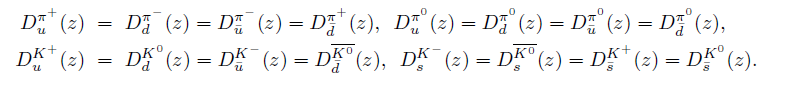 $D_u^{\pi^+}(z) = D_d^{\pi^-}(z) = D_{\bar{u}}^{\pi^-}(z) = D_{\bar{d}}^{\pi^+}(z), \ D_u^{\pi^0}(z) = D_d^{\pi^0}(z) = D_{\bar{u}}^{\pi^0}(z) = D_{\bar{d}}^{\pi^0}(z),$
$D_u^{K^+}(z) = D_d^{K^0}(z) = D_{\bar{u}}^{K^-}(z) = D_{\bar{d}}^{\overline{K^0}}(z), \ D_s^{K^-}(z) = D_s^{\overline{K^0}}(z) = D_{\bar{s}}^{K^+}(z) = D_{\bar{s}}^{K^0}(z).$